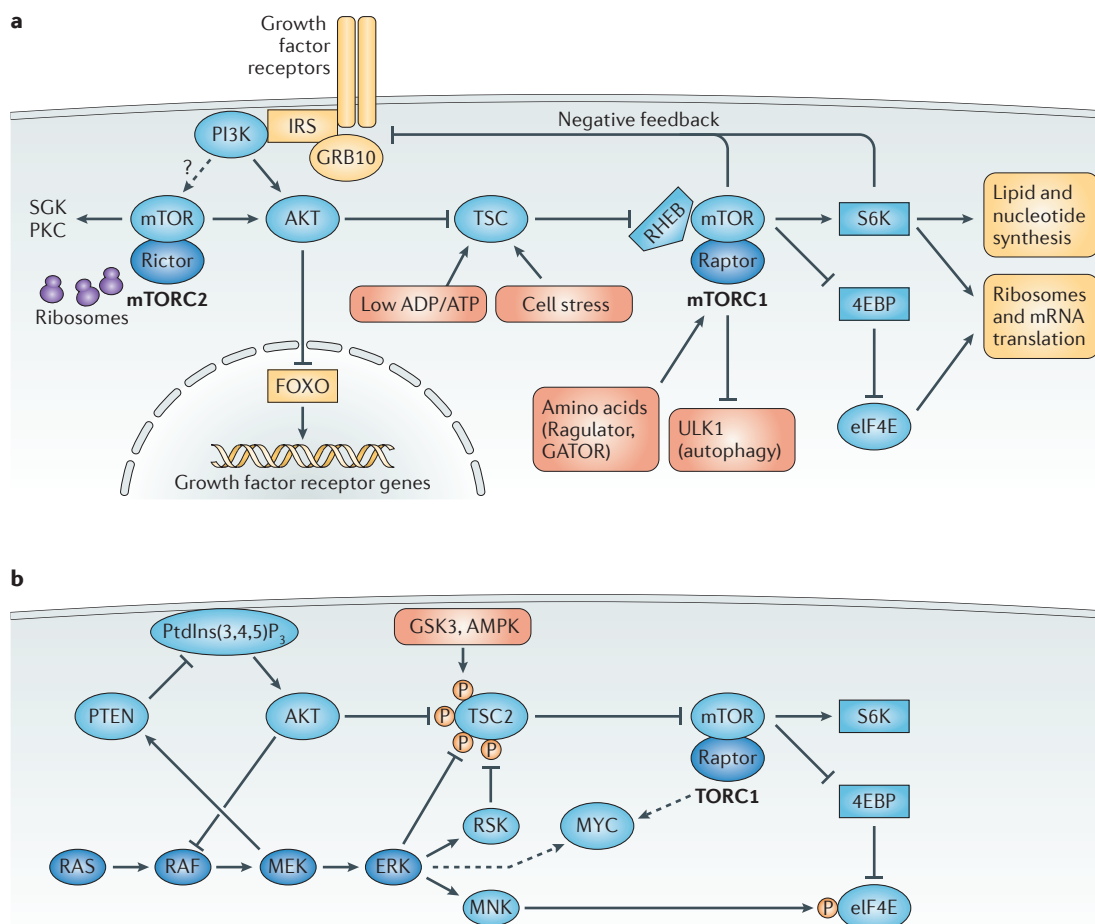 a
Growth
factor
receptors
PI3K
IRS
GRB10
Negative feedback
?
SGK
PKC
mTOR
Rictor
mTORC2
Ribosomes
AKT
TSC
RHEB
mTOR
Raptor
mTORC1
S6K
4EBP
eIF4E
Lipid and
nucleotide
synthesis
Ribosomes
and mRNA
translation
Low ADP/ATP
Cell stress
Amino acids
(Ragulator,
GATOR)
ULK1
(autophagy)
FOXO
Growth factor receptor genes
b
PtdIns(3,4,5)P3
GSK3, AMPK
PTEN
AKT
P
P
P
P
TSC2
mTOR
Raptor
TORC1
S6K
4EBP
RSK
MYC
RAS
RAF
MEK
ERK
MNK
P
eIF4E